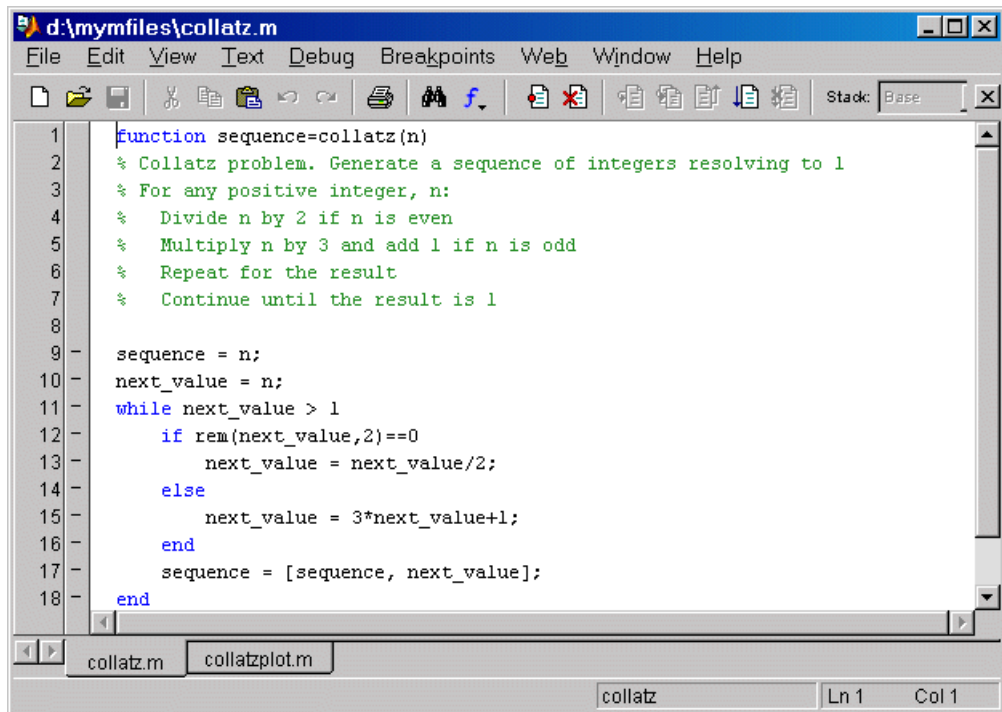 d:\mymfiles\collatz.m
File Edit View Text Debug Breakpoints Web Window Help
Stack: Base
1 function sequence=collatz(n)
2 % Collatz problem. Generate a sequence of integers resolving to 1
3 % For any positive integer, n:
4 %   Divide n by 2 if n is even
5 %   Multiply n by 3 and add 1 if n is odd
6 %   Repeat for the result
7 %   Continue until the result is 1
8
9 - sequence = n;
10 - next_value = n;
11 - while next_value > 1
12 -     if rem(next_value,2)==0
13 -         next_value = next_value/2;
14 -     else
15 -         next_value = 3*next_value+1;
16 -     end
17 -     sequence = [sequence, next_value];
18 - end
collatz.m collatzplot.m
collatz Ln 1 Col 1